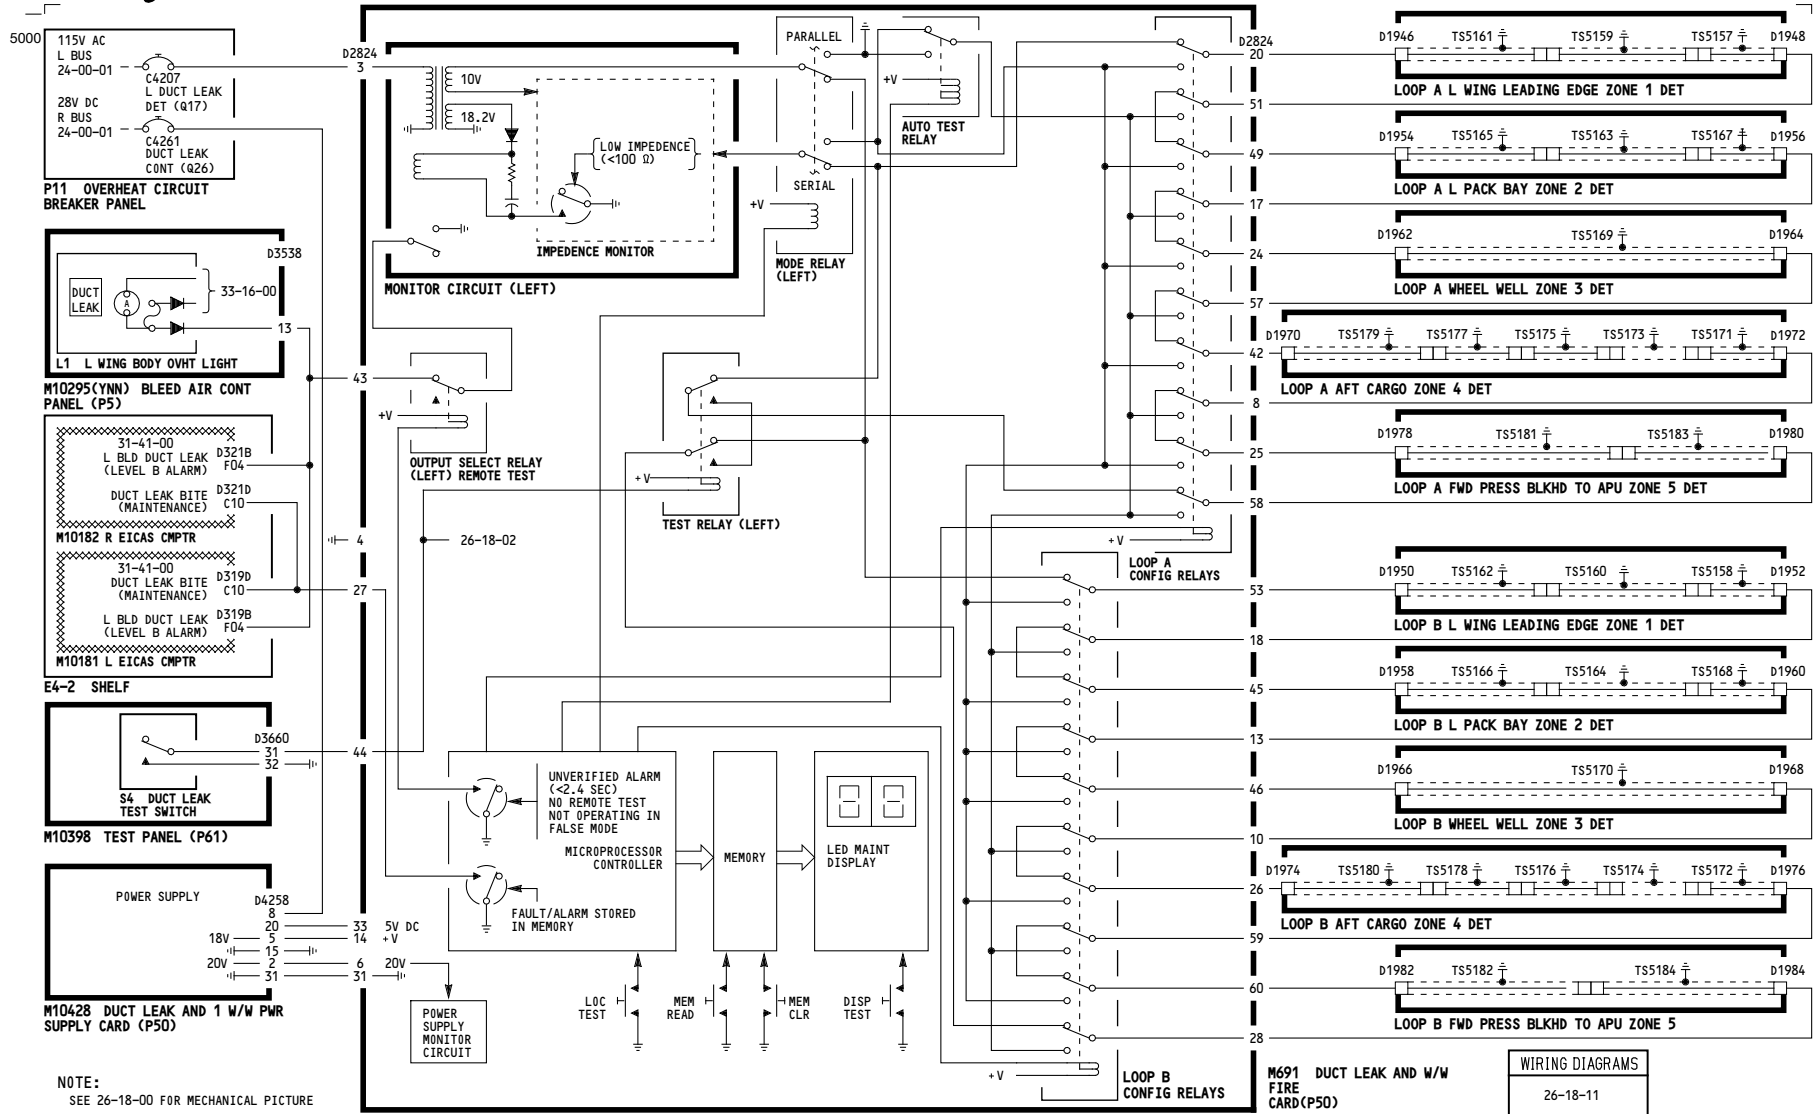 5000
115V AC
L BUS
24-00-01
C4207
L DUCT LEAK
DET (Q17)
28V DC
R BUS
24-00-01
C4261
DUCT LEAK
CONT (Q26)
P11 OVERHEAT CIRCUIT
BREAKER PANEL
D3538
DUCT
LEAK
A
33-16-00
13
L1 L WING BODY OVHT LIGHT
M10295(YNN) BLEED AIR CONT
PANEL (P5)
31-41-00
L BLD DUCT LEAK
(LEVEL B ALARM)
D321B
F04
DUCT LEAK BITE
(MAINTENANCE)
D321D
C10
M10182 R EICAS CMPTR
31-41-00
DUCT LEAK BITE
(MAINTENANCE)
D319D
C10
L BLD DUCT LEAK
(LEVEL B ALARM)
D319B
F04
M10181 L EICAS CMPTR
E4-2 SHELF
D3660
31
32
S4 DUCT LEAK
TEST SWITCH
M10398 TEST PANEL (P61)
POWER SUPPLY
D4258
8
20
18V 5
15
20V 2
31
M10428 DUCT LEAK AND 1 W/W PWR
SUPPLY CARD (P50)
NOTE:
SEE 26-18-00 FOR MECHANICAL PICTURE
D2824
3
43
4
27
44
33 5V DC
14 +V
6 20V
31
10V
18.2V
LOW IMPEDENCE
(<100 Ω)
IMPEDENCE MONITOR
MONITOR CIRCUIT (LEFT)
PARALLEL
SERIAL
+V
MODE RELAY
(LEFT)
+V
AUTO TEST
RELAY
+V
OUTPUT SELECT RELAY
(LEFT) REMOTE TEST
+V
TEST RELAY (LEFT)
26-18-02
UNVERIFIED ALARM
(<2.4 SEC)
NO REMOTE TEST
NOT OPERATING IN
FALSE MODE
MICROPROCESSOR
CONTROLLER
FAULT/ALARM STORED
IN MEMORY
MEMORY
LED MAINT
DISPLAY
POWER
SUPPLY
MONITOR
CIRCUIT
LOC
TEST
MEM
READ
MEM
CLR
DISP
TEST
+V
LOOP A
CONFIG RELAYS
+V
LOOP B
CONFIG RELAYS
D2824
20
51
49
17
24
57
42
8
25
58
53
18
45
13
46
10
26
59
60
28
M691 DUCT LEAK AND W/W
FIRE
CARD(P50)
D1946 TS5161 TS5159 TS5157 D1948
LOOP A L WING LEADING EDGE ZONE 1 DET
D1954 TS5165 TS5163 TS5167 D1956
LOOP A L PACK BAY ZONE 2 DET
D1962 TS5169 D1964
LOOP A WHEEL WELL ZONE 3 DET
D1970 TS5179 TS5177 TS5175 TS5173 TS5171 D1972
LOOP A AFT CARGO ZONE 4 DET
D1978 TS5181 TS5183 D1980
LOOP A FWD PRESS BLKHD TO APU ZONE 5 DET
D1950 TS5162 TS5160 TS5158 D1952
LOOP B L WING LEADING EDGE ZONE 1 DET
D1958 TS5166 TS5164 TS5168 D1960
LOOP B L PACK BAY ZONE 2 DET
D1966 TS5170 D1968
LOOP B WHEEL WELL ZONE 3 DET
D1974 TS5180 TS5178 TS5176 TS5174 TS5172 D1976
LOOP B AFT CARGO ZONE 4 DET
D1982 TS5182 TS5184 D1984
LOOP B FWD PRESS BLKHD TO APU ZONE 5
WIRING DIAGRAMS
26-18-11